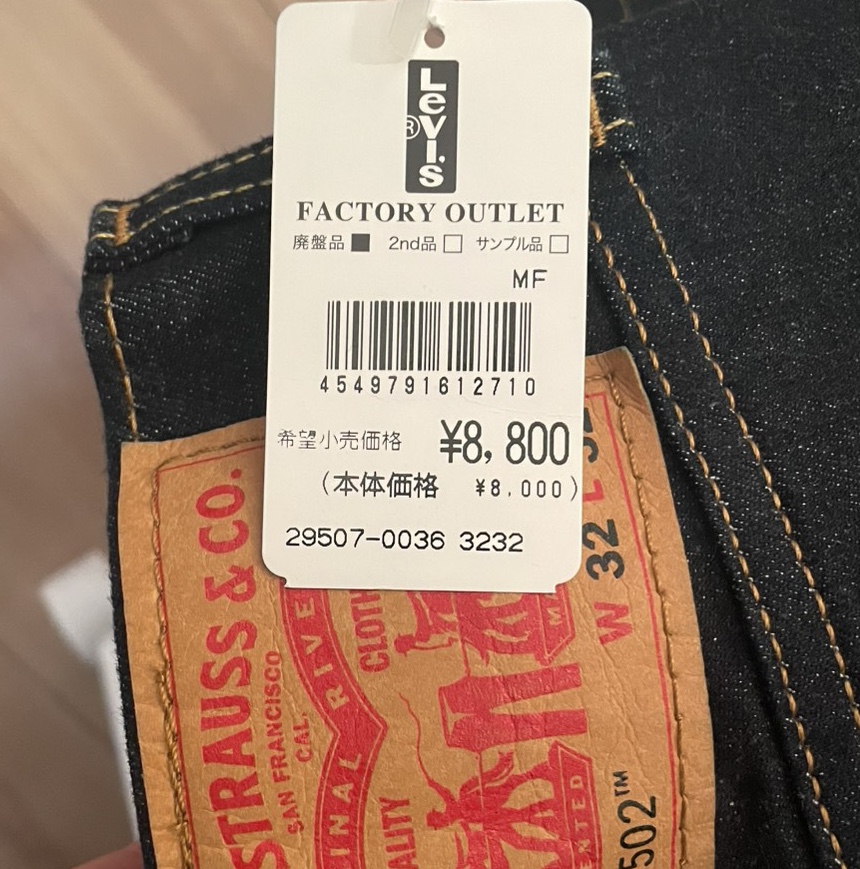 Levi's®
FACTORY OUTLET
廃盤品■ 2nd品□ サンプル品□
MF
4549791612710
希望小売価格 ¥8,800
(本体価格 ¥8,000)
29507-0036 3232
STRAUSS & CO.
SAN FRANCISCO
CAL.
W 32 L
502™